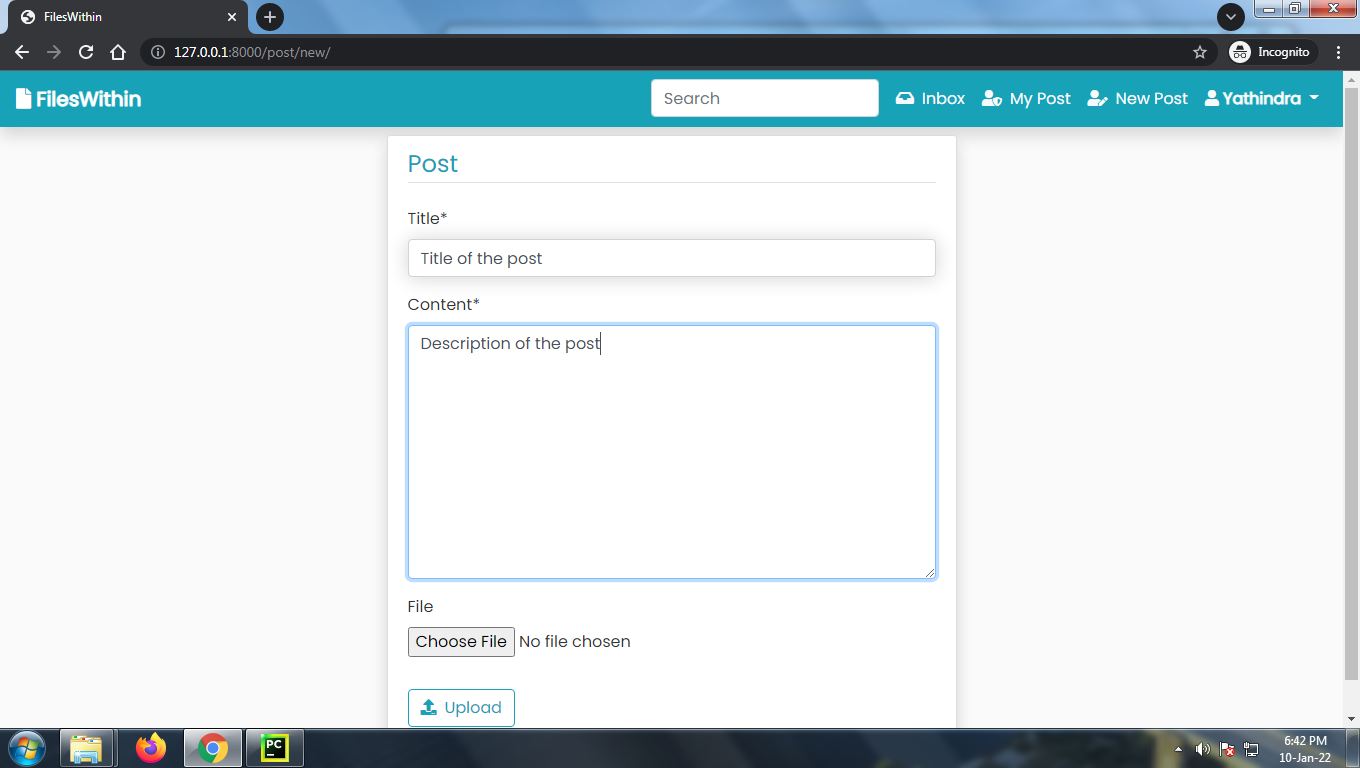 FilesWithin
127.0.0.1:8000/post/new/
Incognito
FilesWithin
Search
Inbox
My Post
New Post
Yathindra
Post
Title*
Title of the post
Content*
Description of the post
File
Choose File No file chosen
Upload
PC
6:42 PM
10-Jan-22